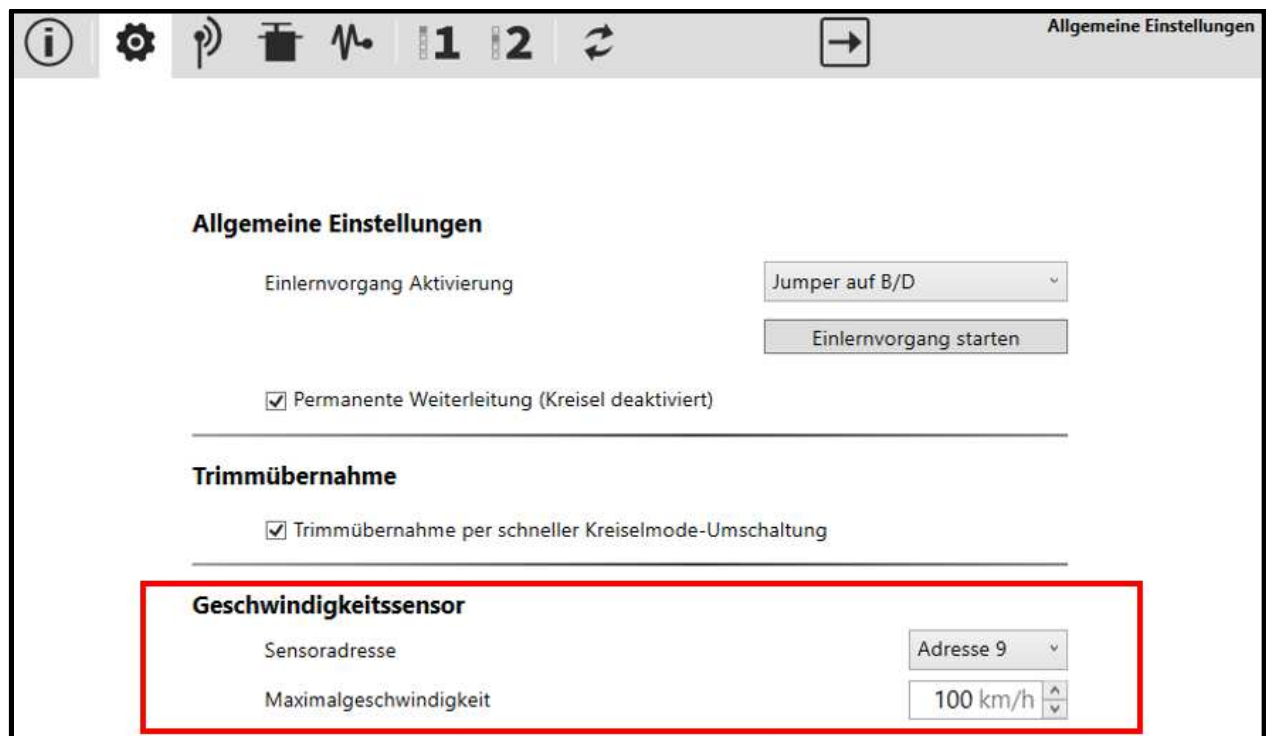 1 2 Allgemeine Einstellungen
Allgemeine Einstellungen
Einlernvorgang Aktivierung Jumper auf B/D
Einlernvorgang starten
Permanente Weiterleitung (Kreisel deaktiviert)
Trimmübernahme
Trimmübernahme per schneller Kreiselmode-Umschaltung
Geschwindigkeitssensor
Sensoradresse Adresse 9
Maximalgeschwindigkeit 100 km/h